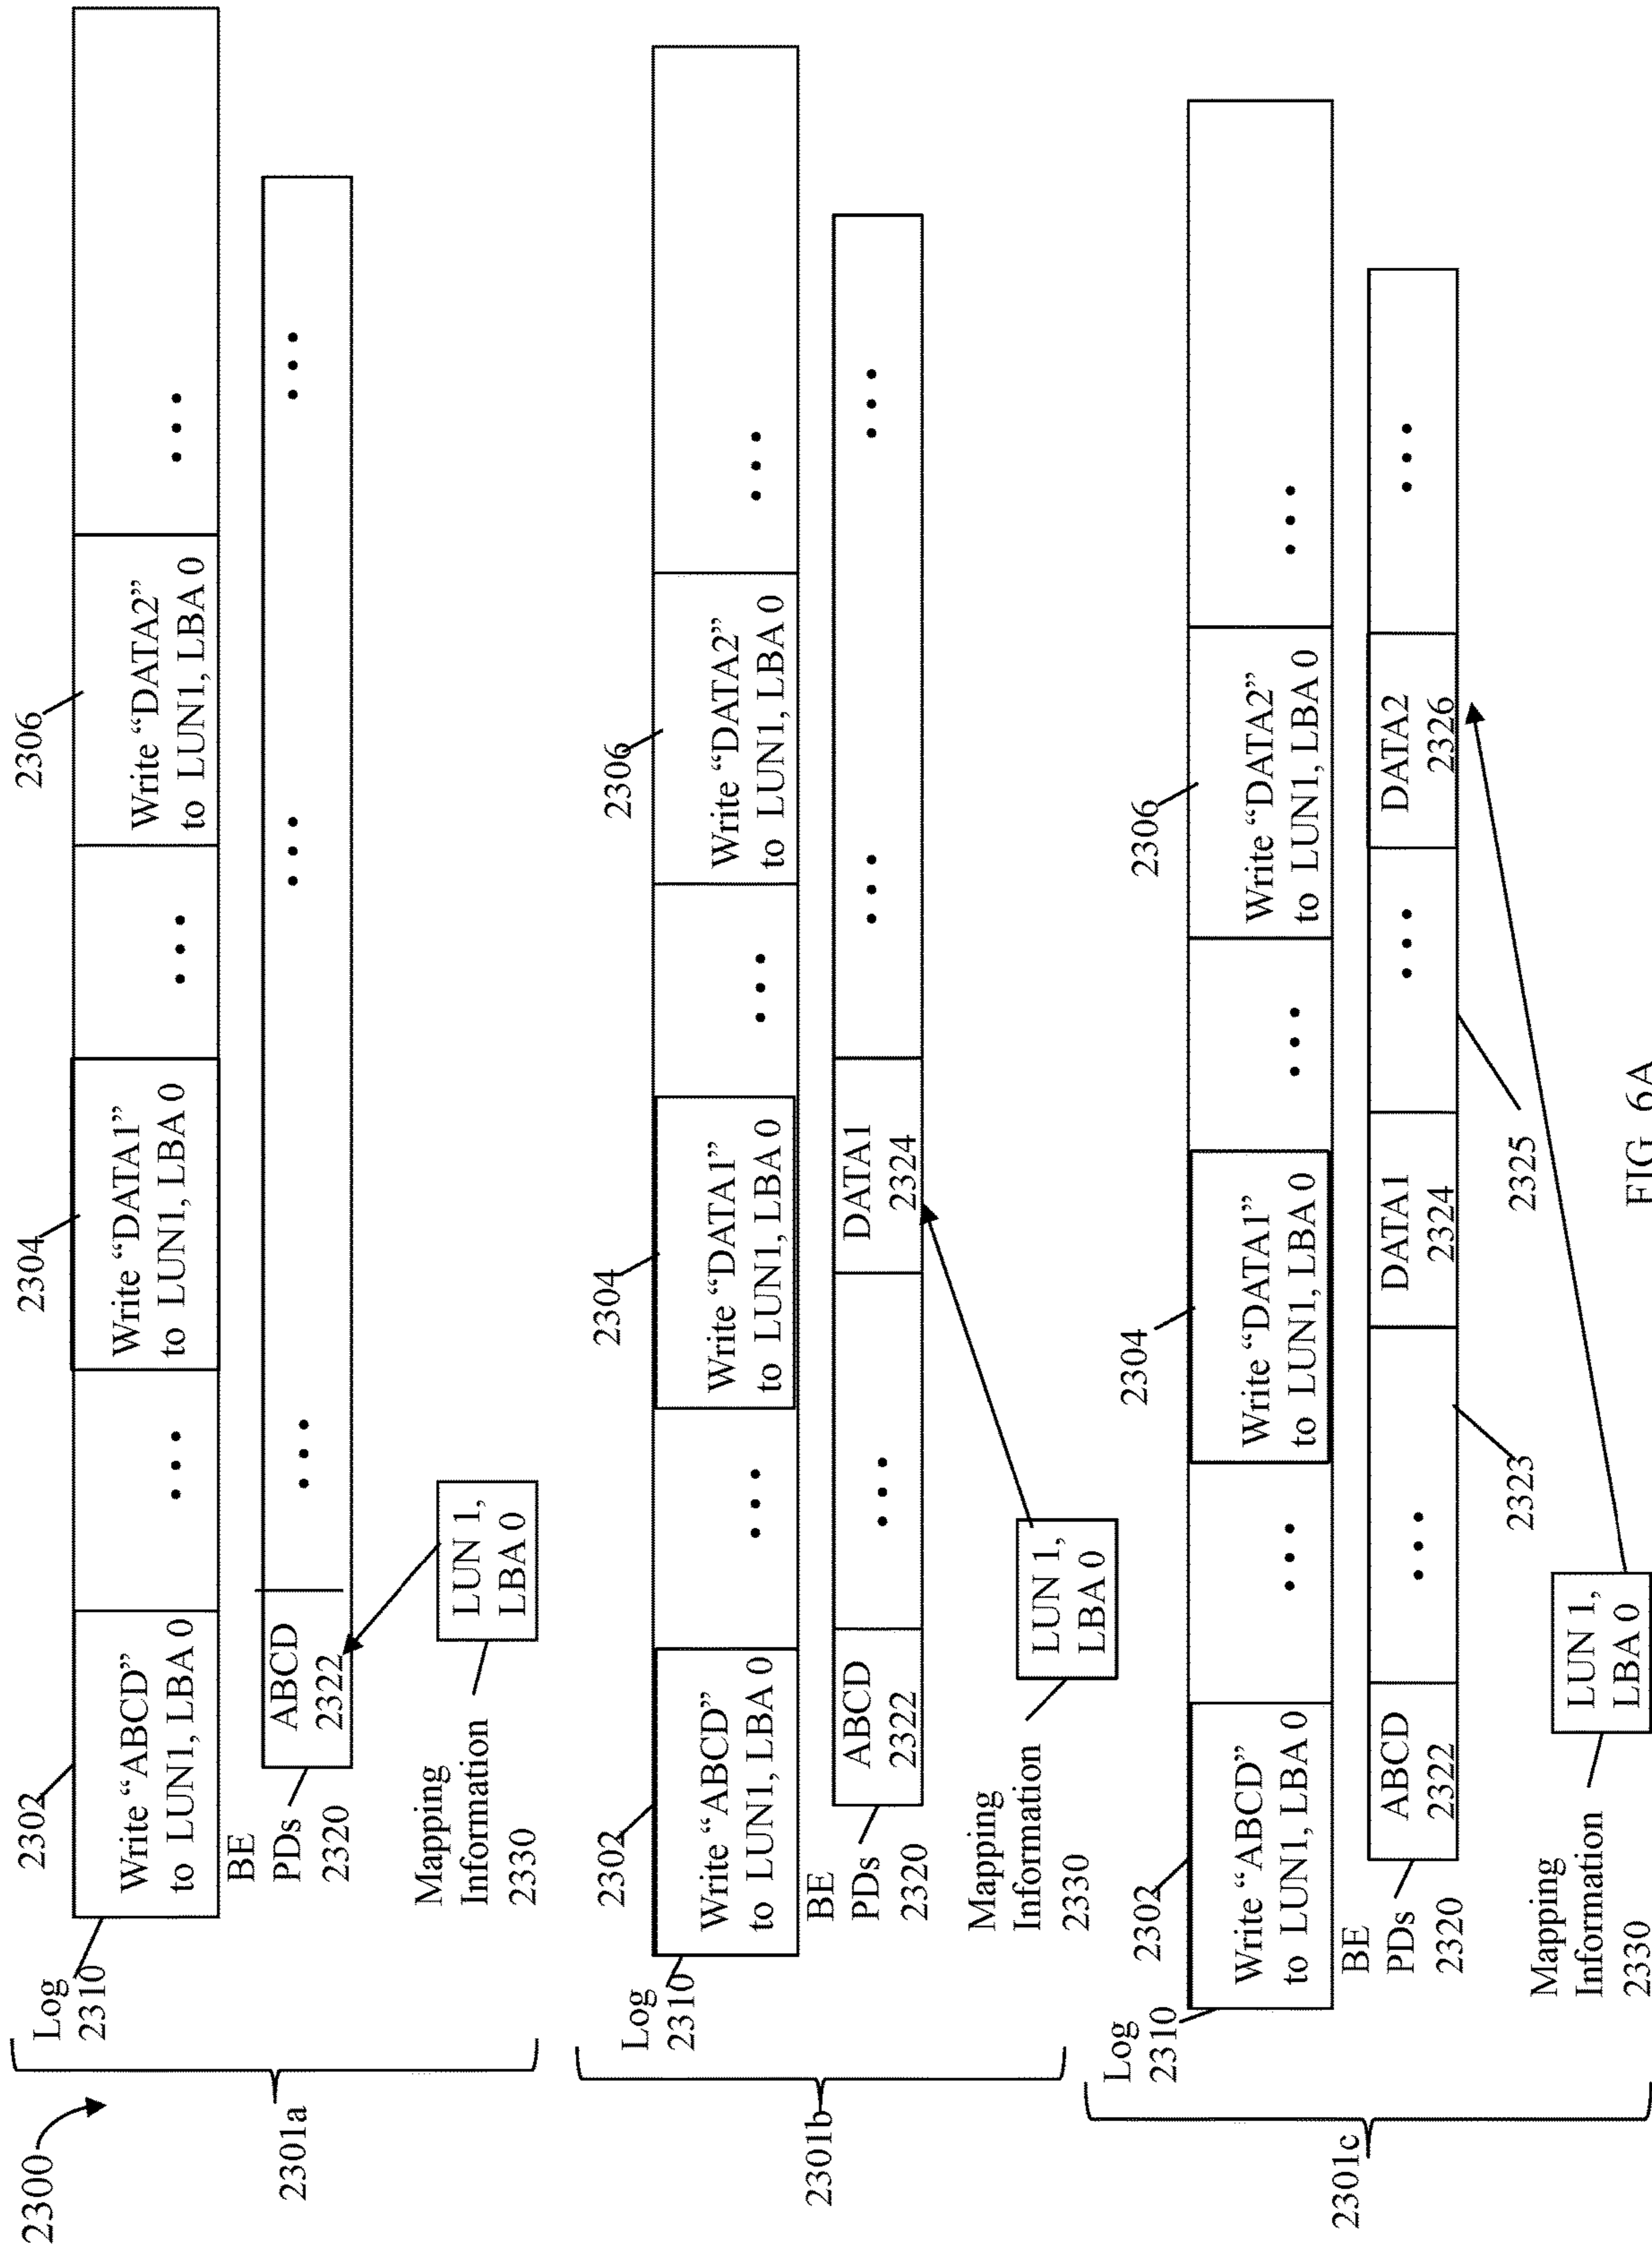 2300
2301a
Log
2310
2302
2304
2306
Write “ABCD”
to LUN1, LBA 0
• • •
Write “DATA1”
to LUN1, LBA 0
• • •
Write “DATA2”
to LUN1, LBA 0
• • •
BE
PDs
2320
ABCD
2322
• • •
• • •
• • •
Mapping
Information
2330
LUN 1,
LBA 0
2301b
Log
2310
2302
2304
2306
Write “ABCD”
to LUN1, LBA 0
• • •
Write “DATA1”
to LUN1, LBA 0
• • •
Write “DATA2”
to LUN1, LBA 0
• • •
BE
PDs
2320
ABCD
2322
• • •
DATA1
2324
• • •
• • •
Mapping
Information
2330
LUN 1,
LBA 0
2301c
Log
2310
2302
2304
2306
Write “ABCD”
to LUN1, LBA 0
• • •
Write “DATA1”
to LUN1, LBA 0
• • •
Write “DATA2”
to LUN1, LBA 0
• • •
BE
PDs
2320
ABCD
2322
• • •
DATA1
2324
• • •
DATA2
2326
• • •
2323
2325
Mapping
Information
2330
LUN 1,
LBA 0
FIG. 6A